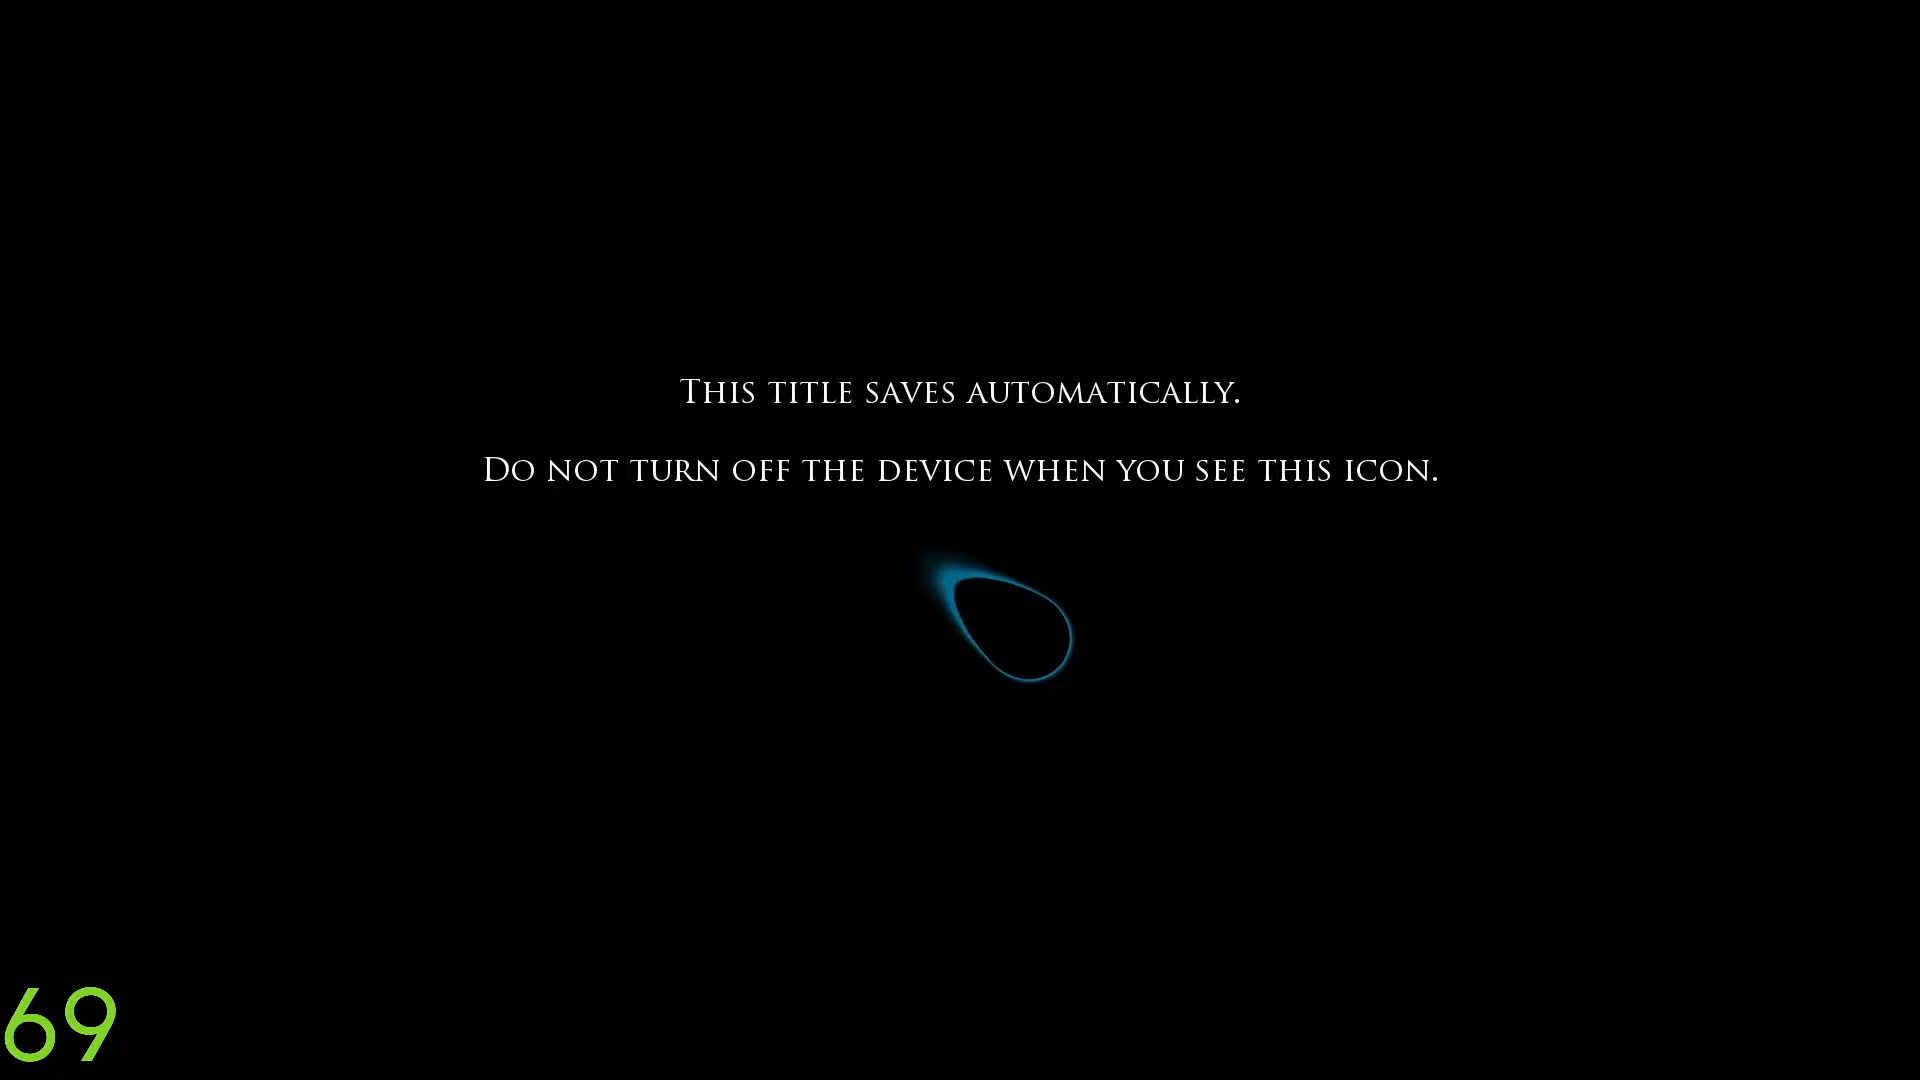 This title saves automatically.
Do not turn off the device when you see this icon.
69